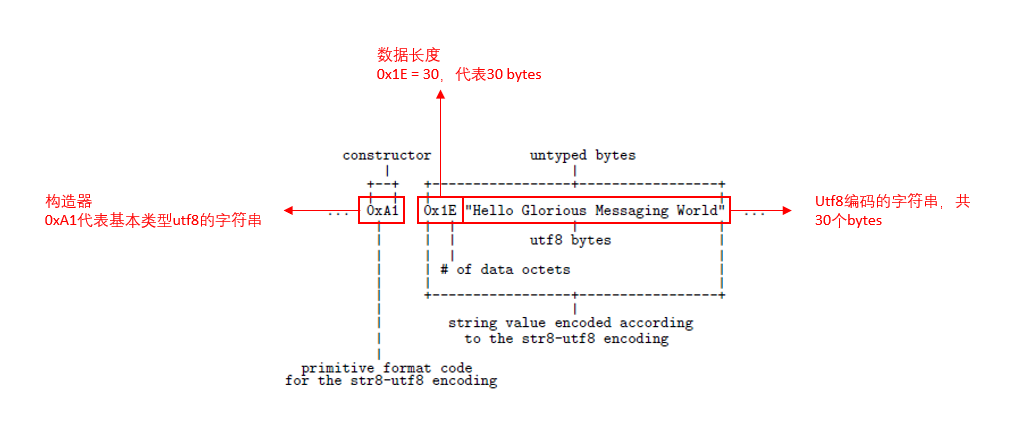 数据长度
0x1E = 30，代表30 bytes
constructor
untyped bytes
构造器
0xA1代表基本类型utf8的字符串
... 0xA1 0x1E "Hello Glorious Messaging World" ...
Utf8编码的字符串，共
30个bytes
utf8 bytes
# of data octets
string value encoded according
to the str8-utf8 encoding
primitive format code
for the str8-utf8 encoding